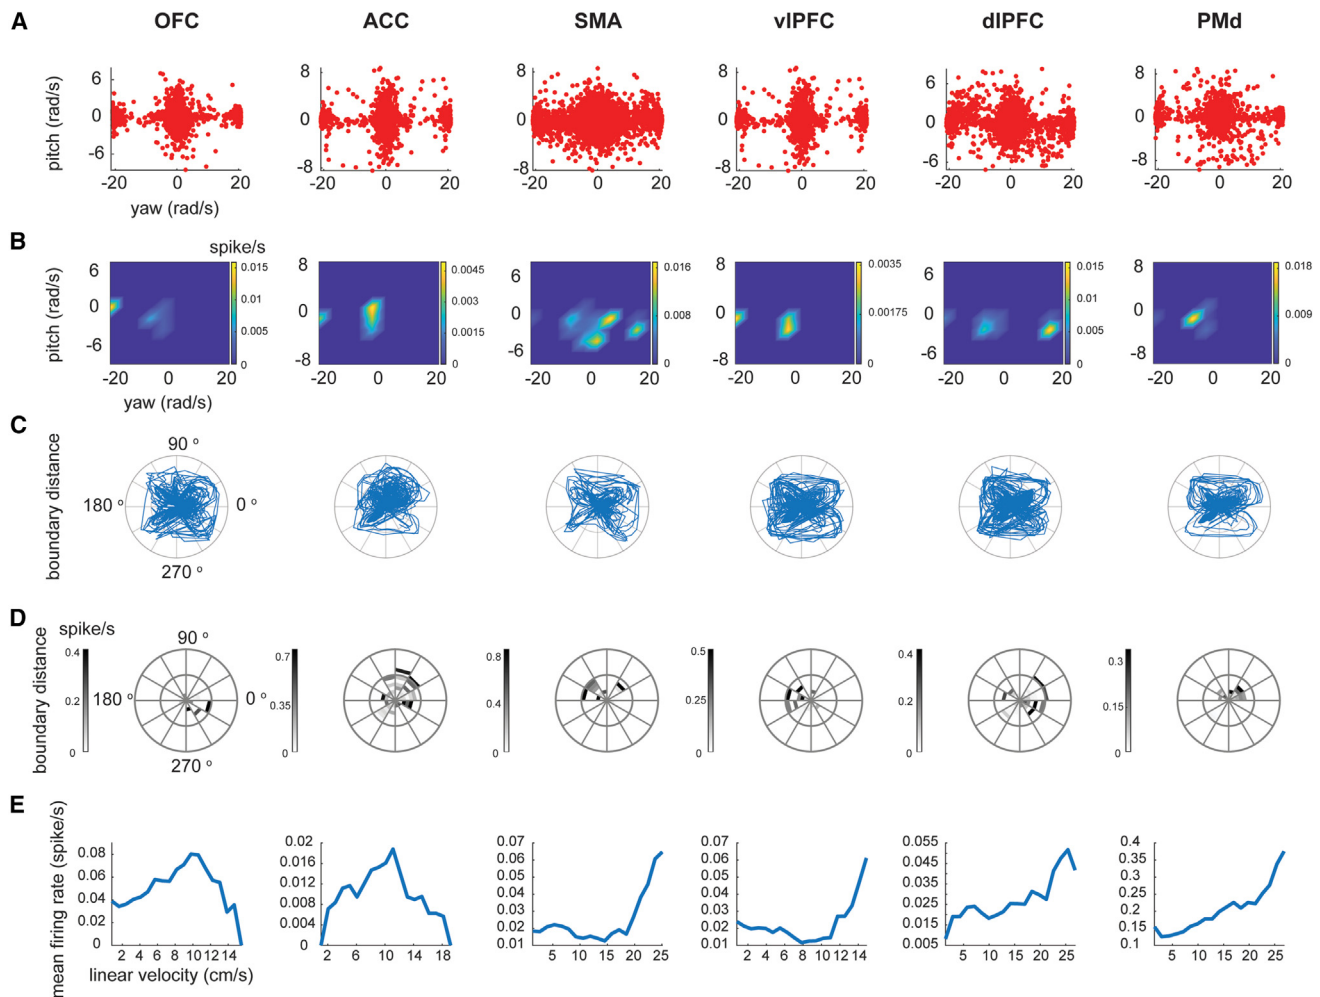 A OFC ACC SMA vlPFC dlPFC PMd
pitch (rad/s)
6 0 -6
8 0 -8
8 0 -8
8 0 -8
6 0 -6
8 0 -8
-20 0 20 -20 0 20 -20 0 20 -20 0 20 -20 0 20 -20 0 20
yaw (rad/s)
B spike/s
pitch (rad/s)
6 0 -6
0.015 0.01 0.005 0
8 0 -8
0.0045 0.003 0.0015 0
6 0 -6
0.016 0.008 0
8 0 -8
0.0035 0.00175 0
6 0 -6
0.015 0.01 0.005 0
8 0 -8
0.018 0.009 0
-20 0 20 -20 0 20 -20 0 20 -20 0 20 -20 0 20 -20 0 20
yaw (rad/s)
C
boundary distance
90 º
180 º 0 º
270 º
D spike/s
boundary distance
0.4 0.2 0
90 º
180 º 0 º
270 º
0.7 0.35 0
0.8 0.4 0
0.5 0.25 0
0.4 0.2 0
0.3 0.15 0
E
mean firing rate (spike/s)
0.08 0.06 0.04 0.02 0
2 4 6 8 10 12 14
linear velocity (cm/s)
0.02 0.016 0.012 0.008 0.004 0
2 6 10 14 18
0.07 0.06 0.05 0.04 0.03 0.02 0.01
5 10 15 20 25
0.07 0.06 0.05 0.04 0.03 0.02 0.01
2 4 6 8 10 12 14
0.055 0.045 0.035 0.025 0.015 0.005
5 10 15 20 25
0.4 0.35 0.3 0.25 0.2 0.15 0.1
5 10 15 20 25